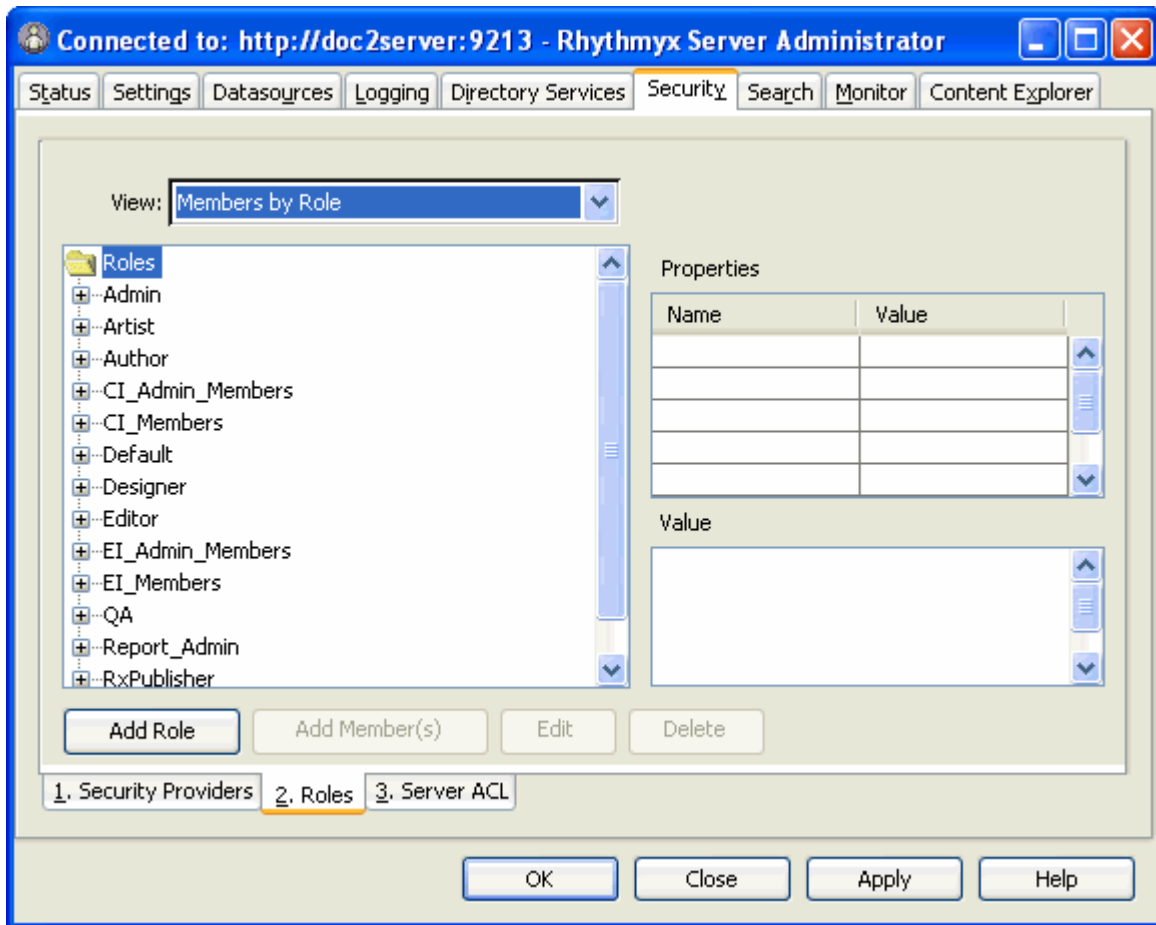 Connected to: http://doc2server:9213 - Rhythmyx Server Administrator
Status Settings Datasources Logging Directory Services Security Search Monitor Content Explorer
View: Members by Role
Roles
Admin
Artist
Author
CI_Admin_Members
CI_Members
Default
Designer
Editor
EI_Admin_Members
EI_Members
QA
Report_Admin
RxPublisher
Properties
Name Value
Value
Add Role Add Member(s) Edit Delete
1. Security Providers 2. Roles 3. Server ACL
OK Close Apply Help